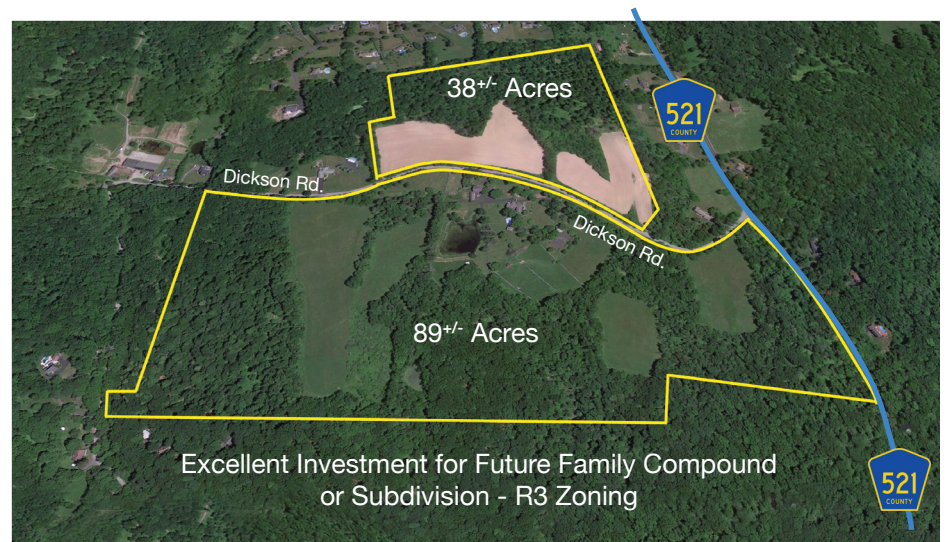 38+/- Acres
521
COUNTY
Dickson Rd.
Dickson Rd.
89+/- Acres
Excellent Investment for Future Family Compound
or Subdivision - R3 Zoning
521
COUNTY